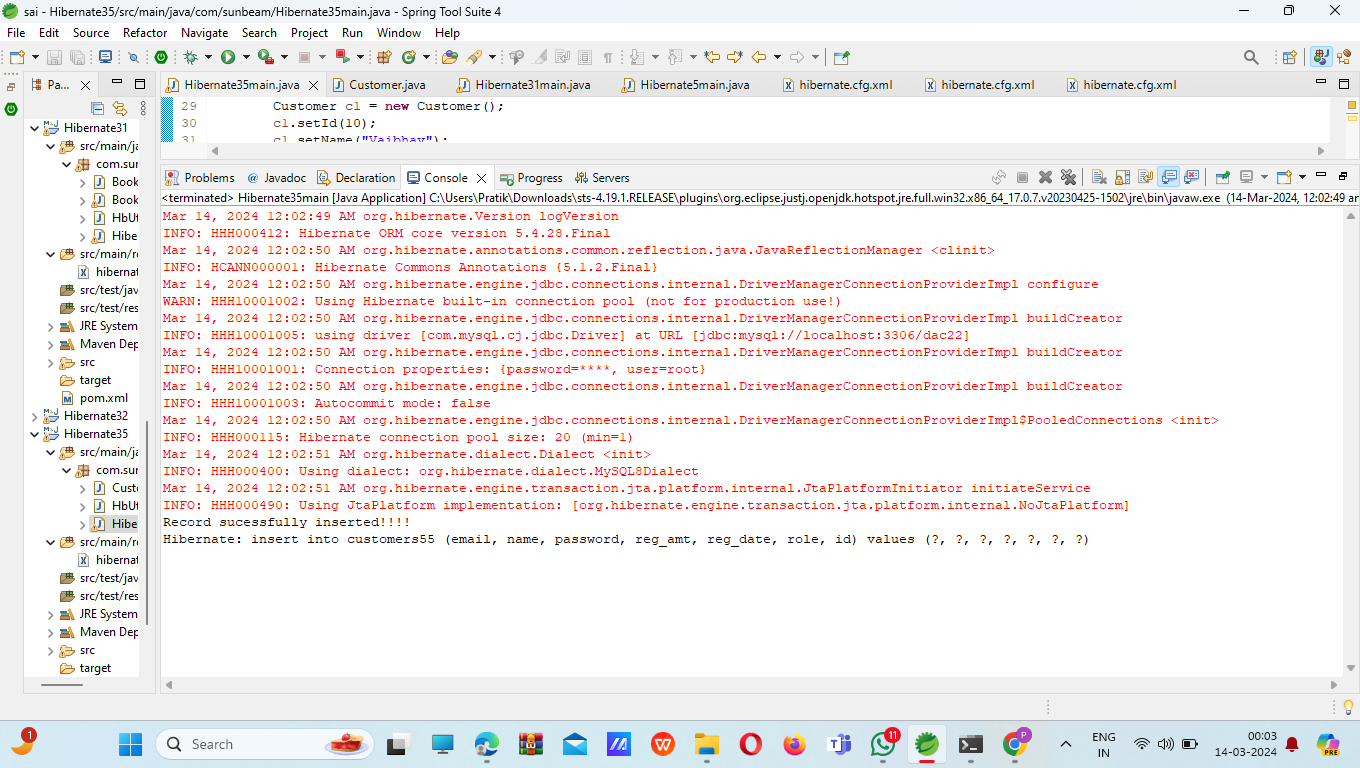 sai - Hibernate35/src/main/java/com/sunbeam/Hibernate35main.java - Spring Tool Suite 4
File Edit Source Refactor Navigate Search Project Run Window Help
Pa...
Hibernate35main.java Customer.java Hibernate31main.java Hibernate5main.java hibernate.cfg.xml hibernate.cfg.xml hibernate.cfg.xml
29 Customer c1 = new Customer();
30 c1.setId(10);
31 c1.setName("Vaibhav");
Hibernate31
src/main/ja
com.sun
Book
Book
HbUt
Hibe
src/main/re
hibernat
src/test/jav
src/test/res
JRE System
Maven Dep
src
target
pom.xml
Hibernate32
Hibernate35
src/main/ja
com.sun
Custo
HbUt
Hibe
src/main/re
hibernat
src/test/jav
src/test/res
JRE System
Maven Dep
src
target
Problems Javadoc Declaration Console Progress Servers
<terminated> Hibernate35main [Java Application] C:\Users\Pratik\Downloads\sts-4.19.1.RELEASE\plugins\org.eclipse.justj.openjdk.hotspot.jre.full.win32.x86_64_17.0.7.v20230425-1502\jre\bin\javaw.exe (14-Mar-2024, 12:02:49 an
Mar 14, 2024 12:02:49 AM org.hibernate.Version logVersion
INFO: HHH000412: Hibernate ORM core version 5.4.28.Final
Mar 14, 2024 12:02:50 AM org.hibernate.annotations.common.reflection.java.JavaReflectionManager <clinit>
INFO: HCANN000001: Hibernate Commons Annotations {5.1.2.Final}
Mar 14, 2024 12:02:50 AM org.hibernate.engine.jdbc.connections.internal.DriverManagerConnectionProviderImpl configure
WARN: HHH10001002: Using Hibernate built-in connection pool (not for production use!)
Mar 14, 2024 12:02:50 AM org.hibernate.engine.jdbc.connections.internal.DriverManagerConnectionProviderImpl buildCreator
INFO: HHH10001005: using driver [com.mysql.cj.jdbc.Driver] at URL [jdbc:mysql://localhost:3306/dac22]
Mar 14, 2024 12:02:50 AM org.hibernate.engine.jdbc.connections.internal.DriverManagerConnectionProviderImpl buildCreator
INFO: HHH10001001: Connection properties: {password=****, user=root}
Mar 14, 2024 12:02:50 AM org.hibernate.engine.jdbc.connections.internal.DriverManagerConnectionProviderImpl buildCreator
INFO: HHH10001003: Autocommit mode: false
Mar 14, 2024 12:02:50 AM org.hibernate.engine.jdbc.connections.internal.DriverManagerConnectionProviderImpl$PooledConnections <init>
INFO: HHH000115: Hibernate connection pool size: 20 (min=1)
Mar 14, 2024 12:02:51 AM org.hibernate.dialect.Dialect <init>
INFO: HHH000400: Using dialect: org.hibernate.dialect.MySQL8Dialect
Mar 14, 2024 12:02:51 AM org.hibernate.engine.transaction.jta.platform.internal.JtaPlatformInitiator initiateService
INFO: HHH000490: Using JtaPlatform implementation: [org.hibernate.engine.transaction.jta.platform.internal.NoJtaPlatform]
Record sucessfully inserted!!!!
Hibernate: insert into customers55 (email, name, password, reg_amt, reg_date, role, id) values (?, ?, ?, ?, ?, ?, ?)
1
Search
11
P
ENG
IN
00:03
14-03-2024
PRE